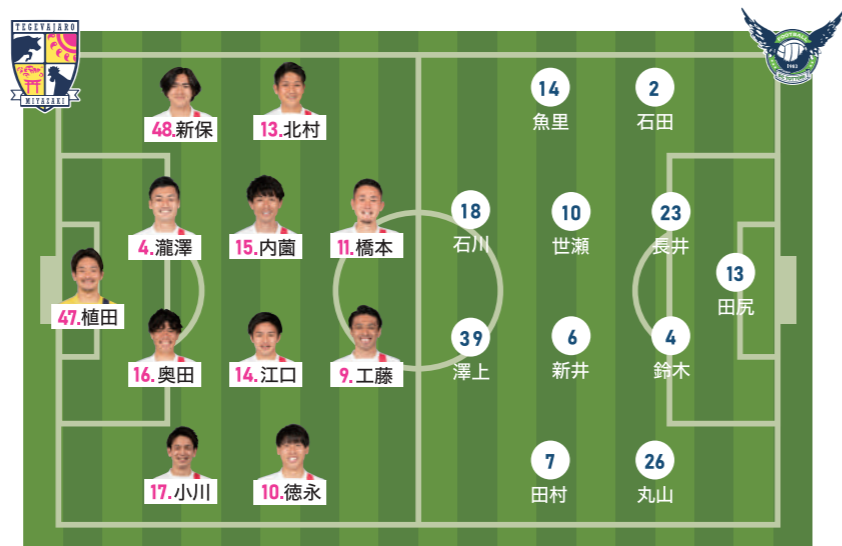 TEGEVAJARO
MIYAZAKI
FOOTBALL
48.新保
13.北村
4.瀧澤
15.内薗
11.橋本
47.植田
16.奥田
14.江口
9.工藤
17.小川
10.徳永
14
魚里
2
石田
18
石川
10
世瀬
23
長井
13
田尻
39
澤上
6
新井
4
鈴木
7
田村
26
丸山